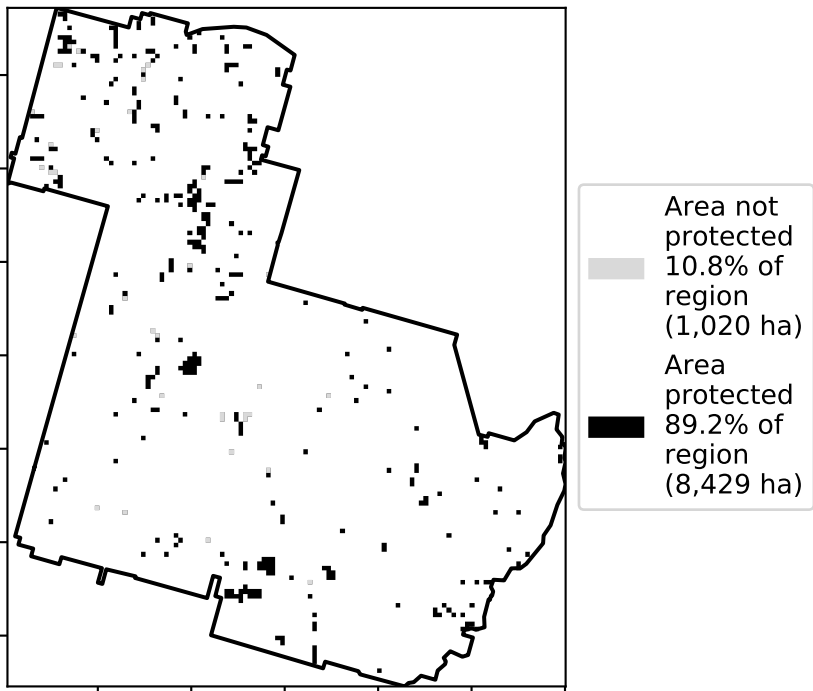 Area not
protected
10.8% of
region
(1,020 ha)
Area
protected
89.2% of
region
(8,429 ha)